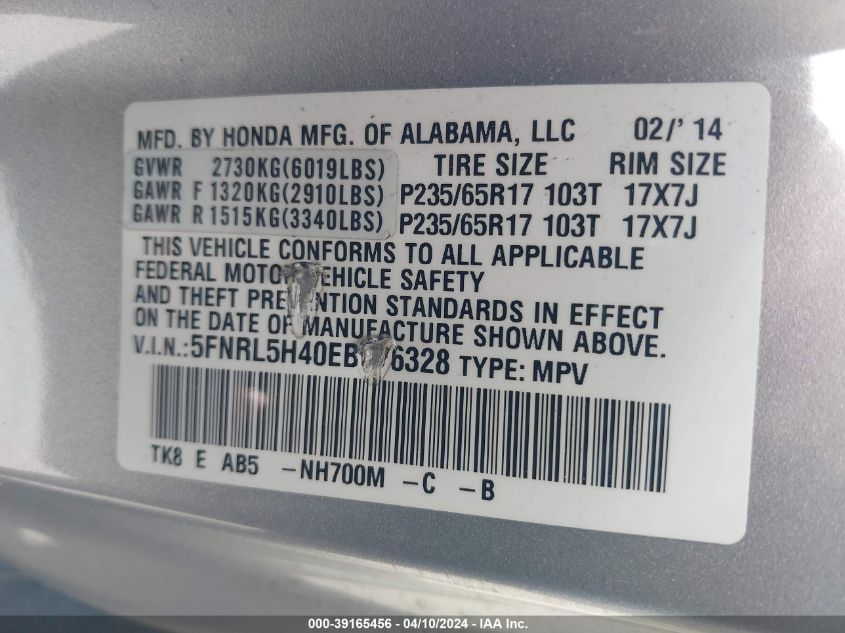 MFD. BY HONDA MFG. OF ALABAMA, LLC 02/' 14
GVWR 2730KG(6019LBS) TIRE SIZE RIM SIZE
GAWR F 1320KG(2910LBS) P235/65R17 103T 17X7J
GAWR R 1515KG(3340LBS) P235/65R17 103T 17X7J
THIS VEHICLE CONFORMS TO ALL APPLICABLE
FEDERAL MOTOR VEHICLE SAFETY
AND THEFT PREVENTION STANDARDS IN EFFECT
ON THE DATE OF MANUFACTURE SHOWN ABOVE.
V.I.N.: TYPE: MPV
TK8 E AB5 -NH700M -C -B
000-39165456 - 04/10/2024 - IAA Inc.